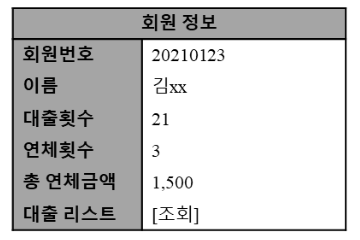 회원 정보
회원번호 20210123
이름 김xx
대출횟수 21
연체횟수 3
총 연체금액 1,500
대출 리스트 [조회]